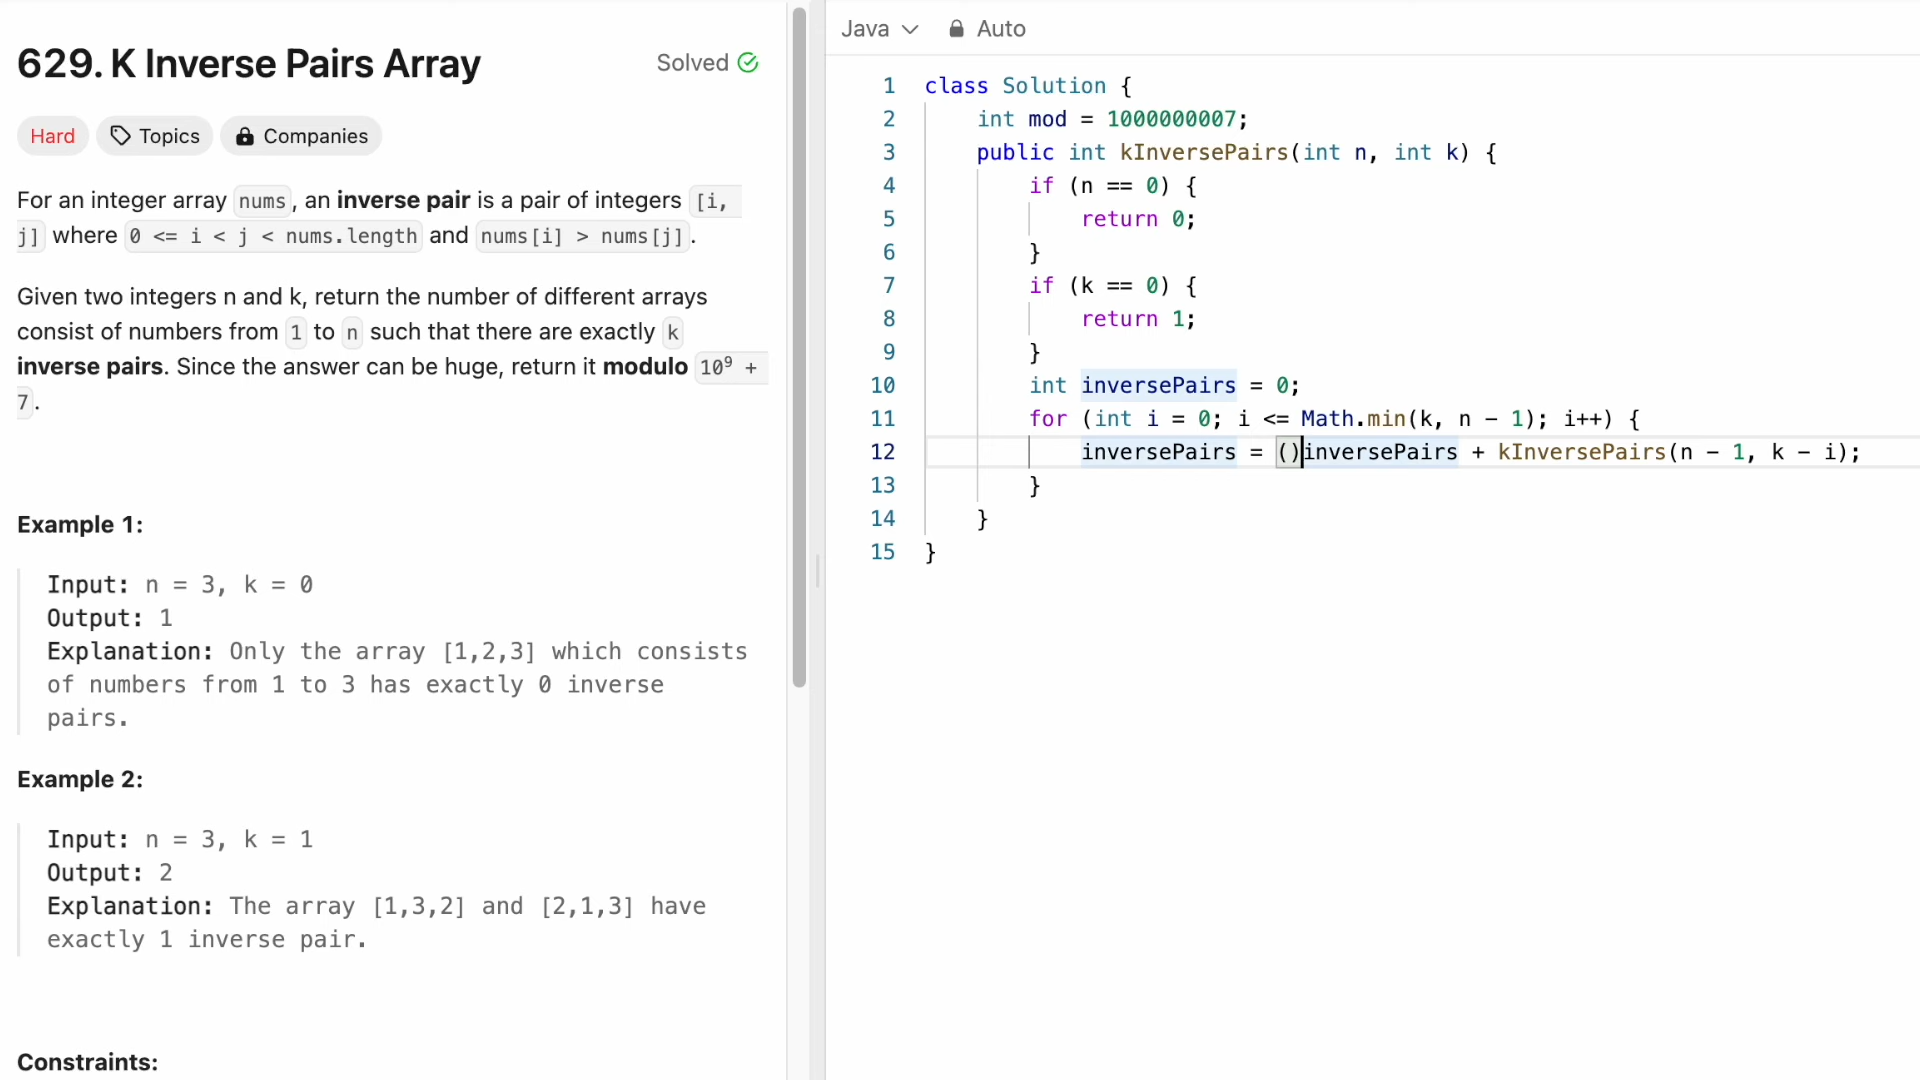 629. K Inverse Pairs Array
Solved
Hard
Topics
Companies
For an integer array nums, an inverse pair is a pair of integers [i,
j] where 0 <= i < j < nums.length and nums[i] > nums[j].
Given two integers n and k, return the number of different arrays
consist of numbers from 1 to n such that there are exactly k
inverse pairs. Since the answer can be huge, return it modulo 10⁹ +
7.
Example 1:
Input: n = 3, k = 0
Output: 1
Explanation: Only the array [1,2,3] which consists
of numbers from 1 to 3 has exactly 0 inverse
pairs.
Example 2:
Input: n = 3, k = 1
Output: 2
Explanation: The array [1,3,2] and [2,1,3] have
exactly 1 inverse pair.
Constraints:
Java
Auto
1 class Solution {
2     int mod = 1000000007;
3     public int kInversePairs(int n, int k) {
4         if (n == 0) {
5             return 0;
6         }
7         if (k == 0) {
8             return 1;
9         }
10         int inversePairs = 0;
11         for (int i = 0; i <= Math.min(k, n - 1); i++) {
12             inversePairs = ()inversePairs + kInversePairs(n - 1, k - i);
13         }
14     }
15 }